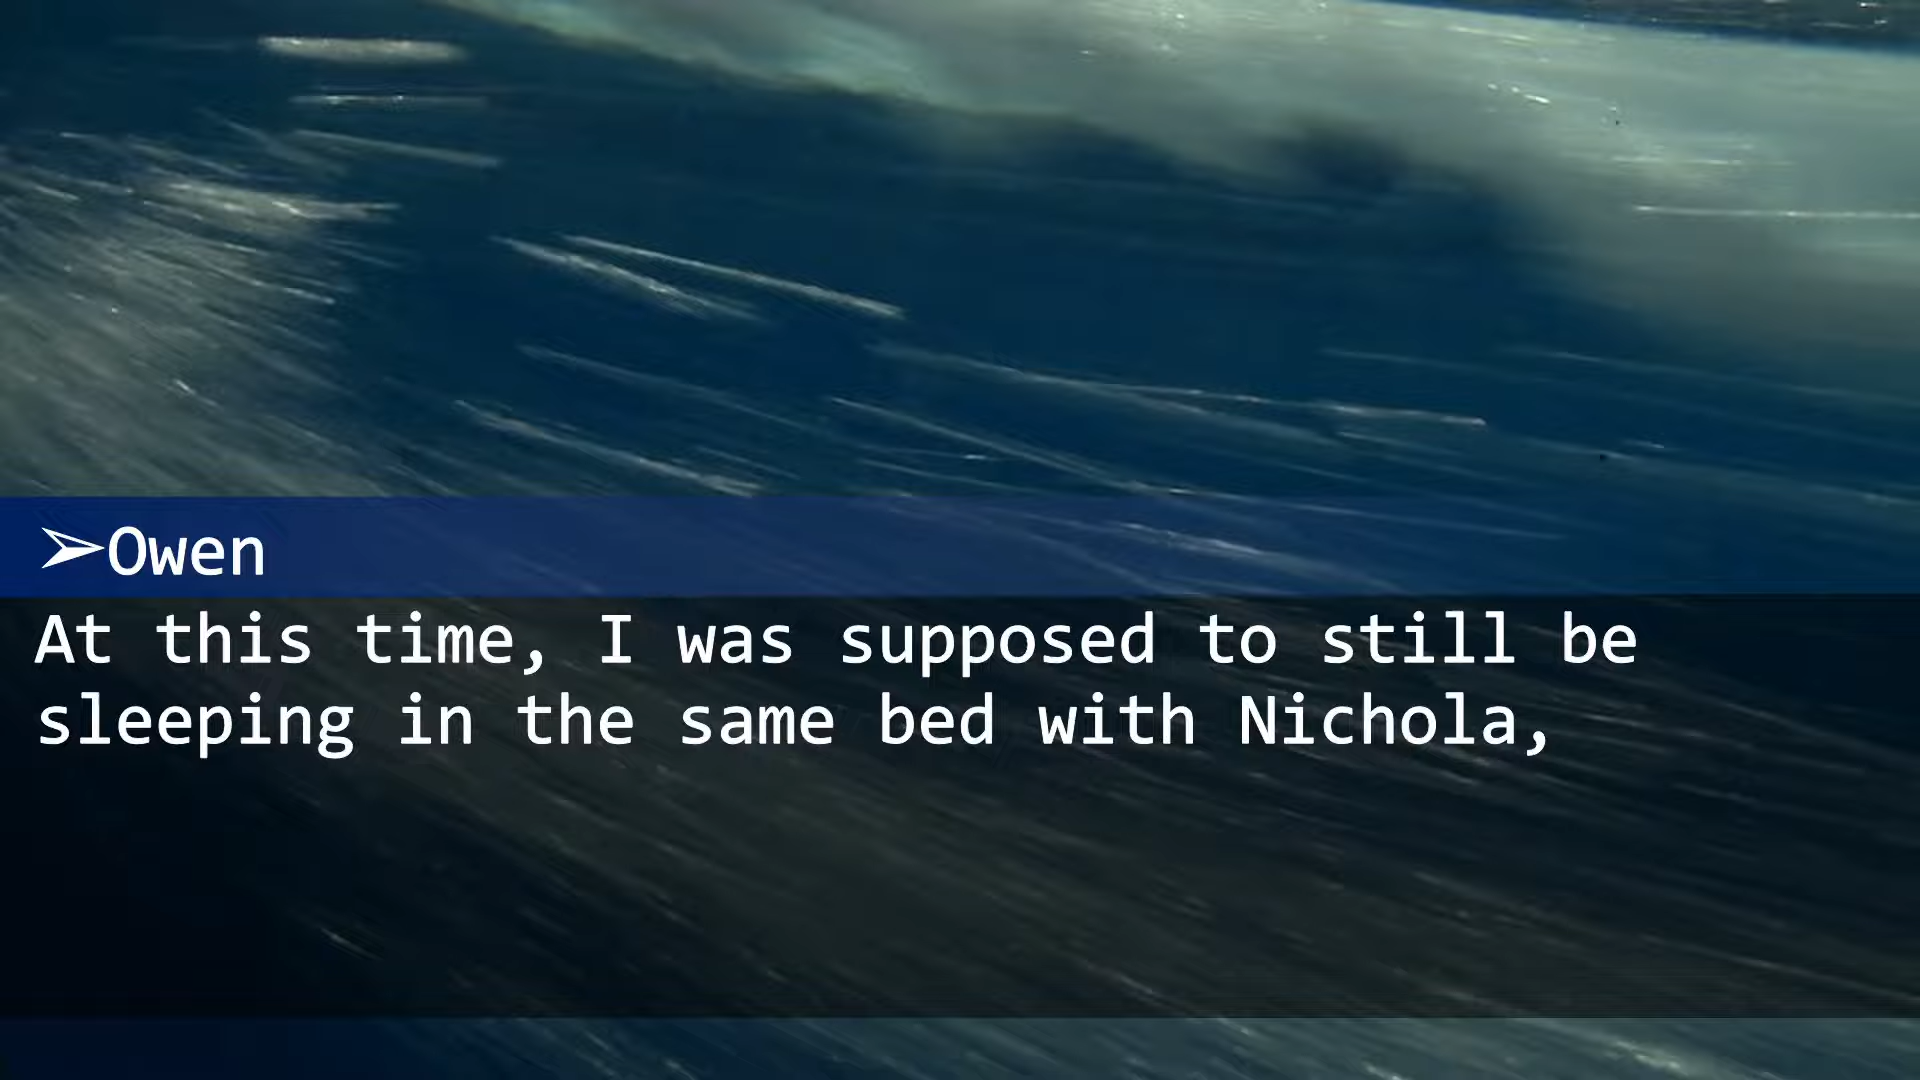 ➢Owen
At this time, I was supposed to still be
sleeping in the same bed with Nichola,